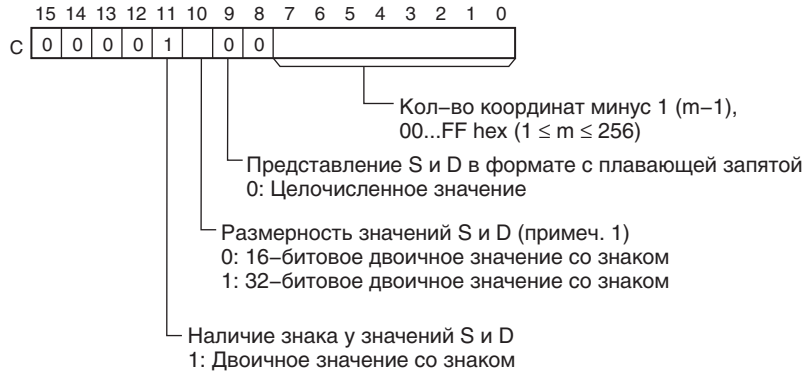 15 14 13 12 11 10 9 8 7 6 5 4 3 2 1 0
C 0 0 0 0 1 0 0
Кол–во координат минус 1 (m–1),
00...FF hex (1 ≤ m ≤ 256)
Представление S и D в формате с плавающей запятой
0: Целочисленное значение
Размерность значений S и D (примеч. 1)
0: 16–битовое двоичное значение со знаком
1: 32–битовое двоичное значение со знаком
Наличие знака у значений S и D
1: Двоичное значение со знаком